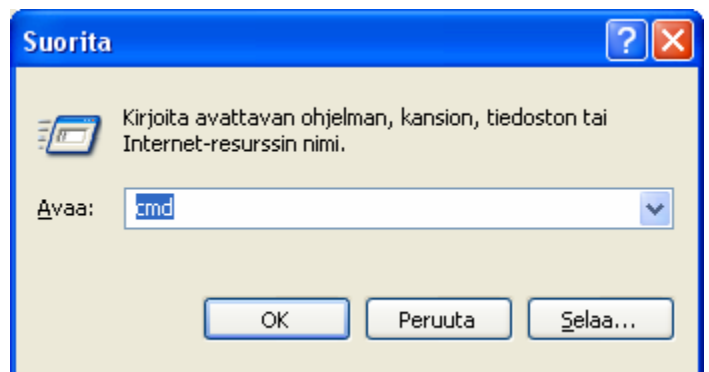 Suorita
Kirjoita avattavan ohjelman, kansion, tiedoston tai
Internet-resurssin nimi.
Avaa: cmd
OK Peruuta Selaa...